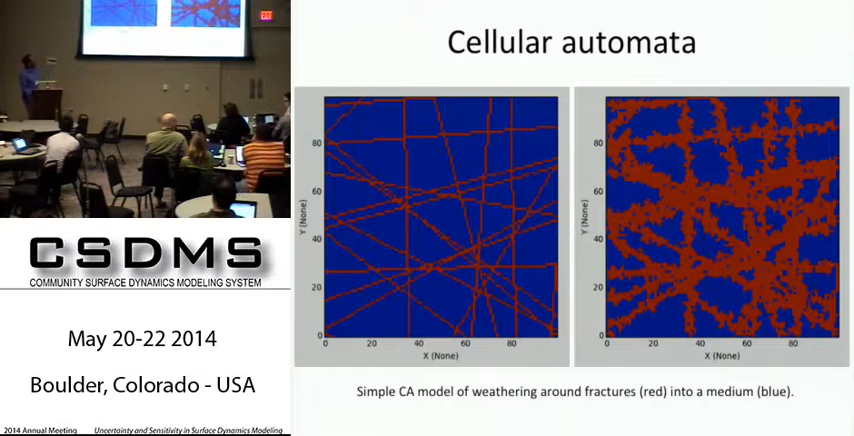 EXIT
CSDMS
COMMUNITY SURFACE DYNAMICS MODELING SYSTEM
May 20-22 2014
Boulder, Colorado - USA
2014 Annual Meeting Uncertainty and Sensitivity in Surface Dynamics Modeling
Cellular automata
80
60
40
20
0
Y (None)
0 20 40 60 80
X (None)
80
60
40
20
0
Y (None)
0 20 40 60 80
X (None)
Simple CA model of weathering around fractures (red) into a medium (blue).